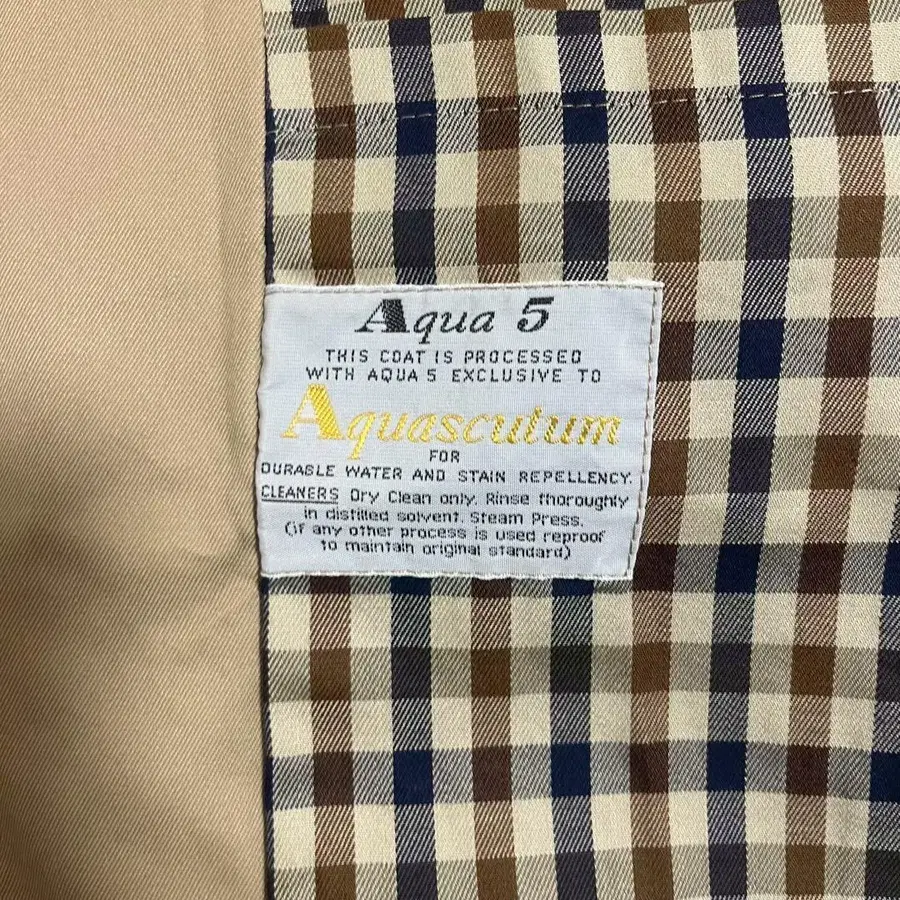 Aqua 5
THIS COAT IS PROCESSED
WITH AQUA 5 EXCLUSIVE TO
Aquascutum
FOR
DURABLE WATER AND STAIN REPELLENCY.
CLEANERS Dry Clean only. Rinse thoroughly
in distilled solvent. Steam Press.
(if any other process is used reproof
to maintain original standard)